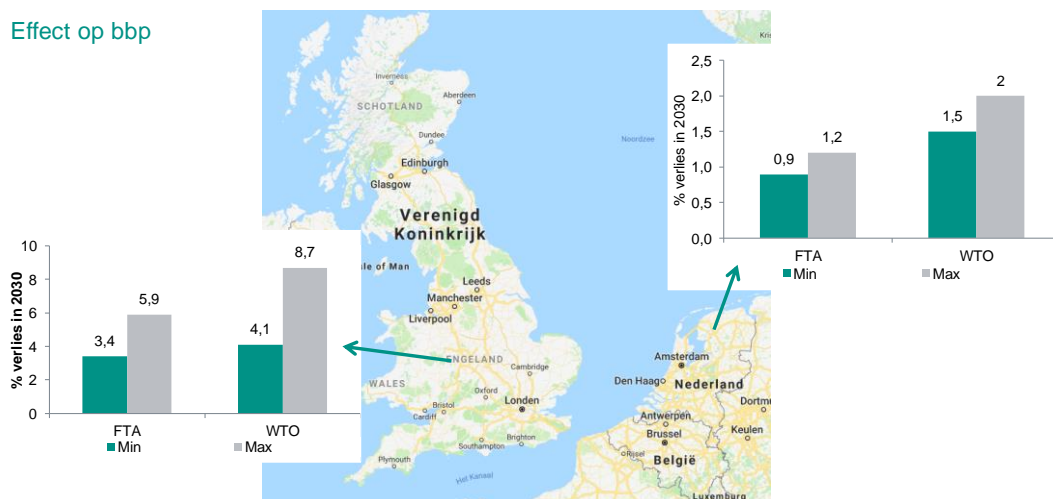 Effect op bbp
% verlies in 2030
10
8
6
4
2
0
3,4
5,9
4,1
8,7
FTA
WTO
Min
Max
% verlies in 2030
2,5
2,0
1,5
1,0
0,5
0,0
0,9
1,2
1,5
2
FTA
WTO
Min
Max
Inverness
Aberdeen
SCHOTLAND
Dundee
Edinburgh
Glasgow
Noordzee
Verenigd
Koninkrijk
le of Man
Leeds
Manchester
Liverpool
ENGELAND
WALES
Cambridge
Oxford
Londen
Bristol
Cardiff
Brighton
Southampton
Plymouth
Het Kanaal
Amsterdam
Den Haag
Nederland
Dortm
Antwerpen
Keulen
Brussel
Rijsel
België
Luxemburg
Kri